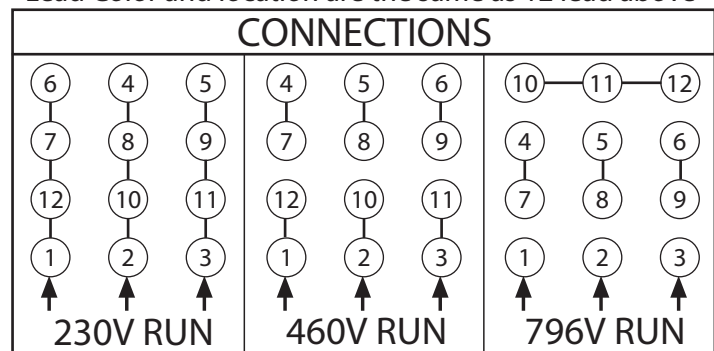 Lead Color and location are the same as 12 lead above
CONNECTIONS
6 4 5 4 5 6 10 11 12
7 8 9 7 8 9 4 5 6
12 10 11 12 10 11 7 8 9
1 2 3 1 2 3 1 2 3
230V RUN 460V RUN 796V RUN